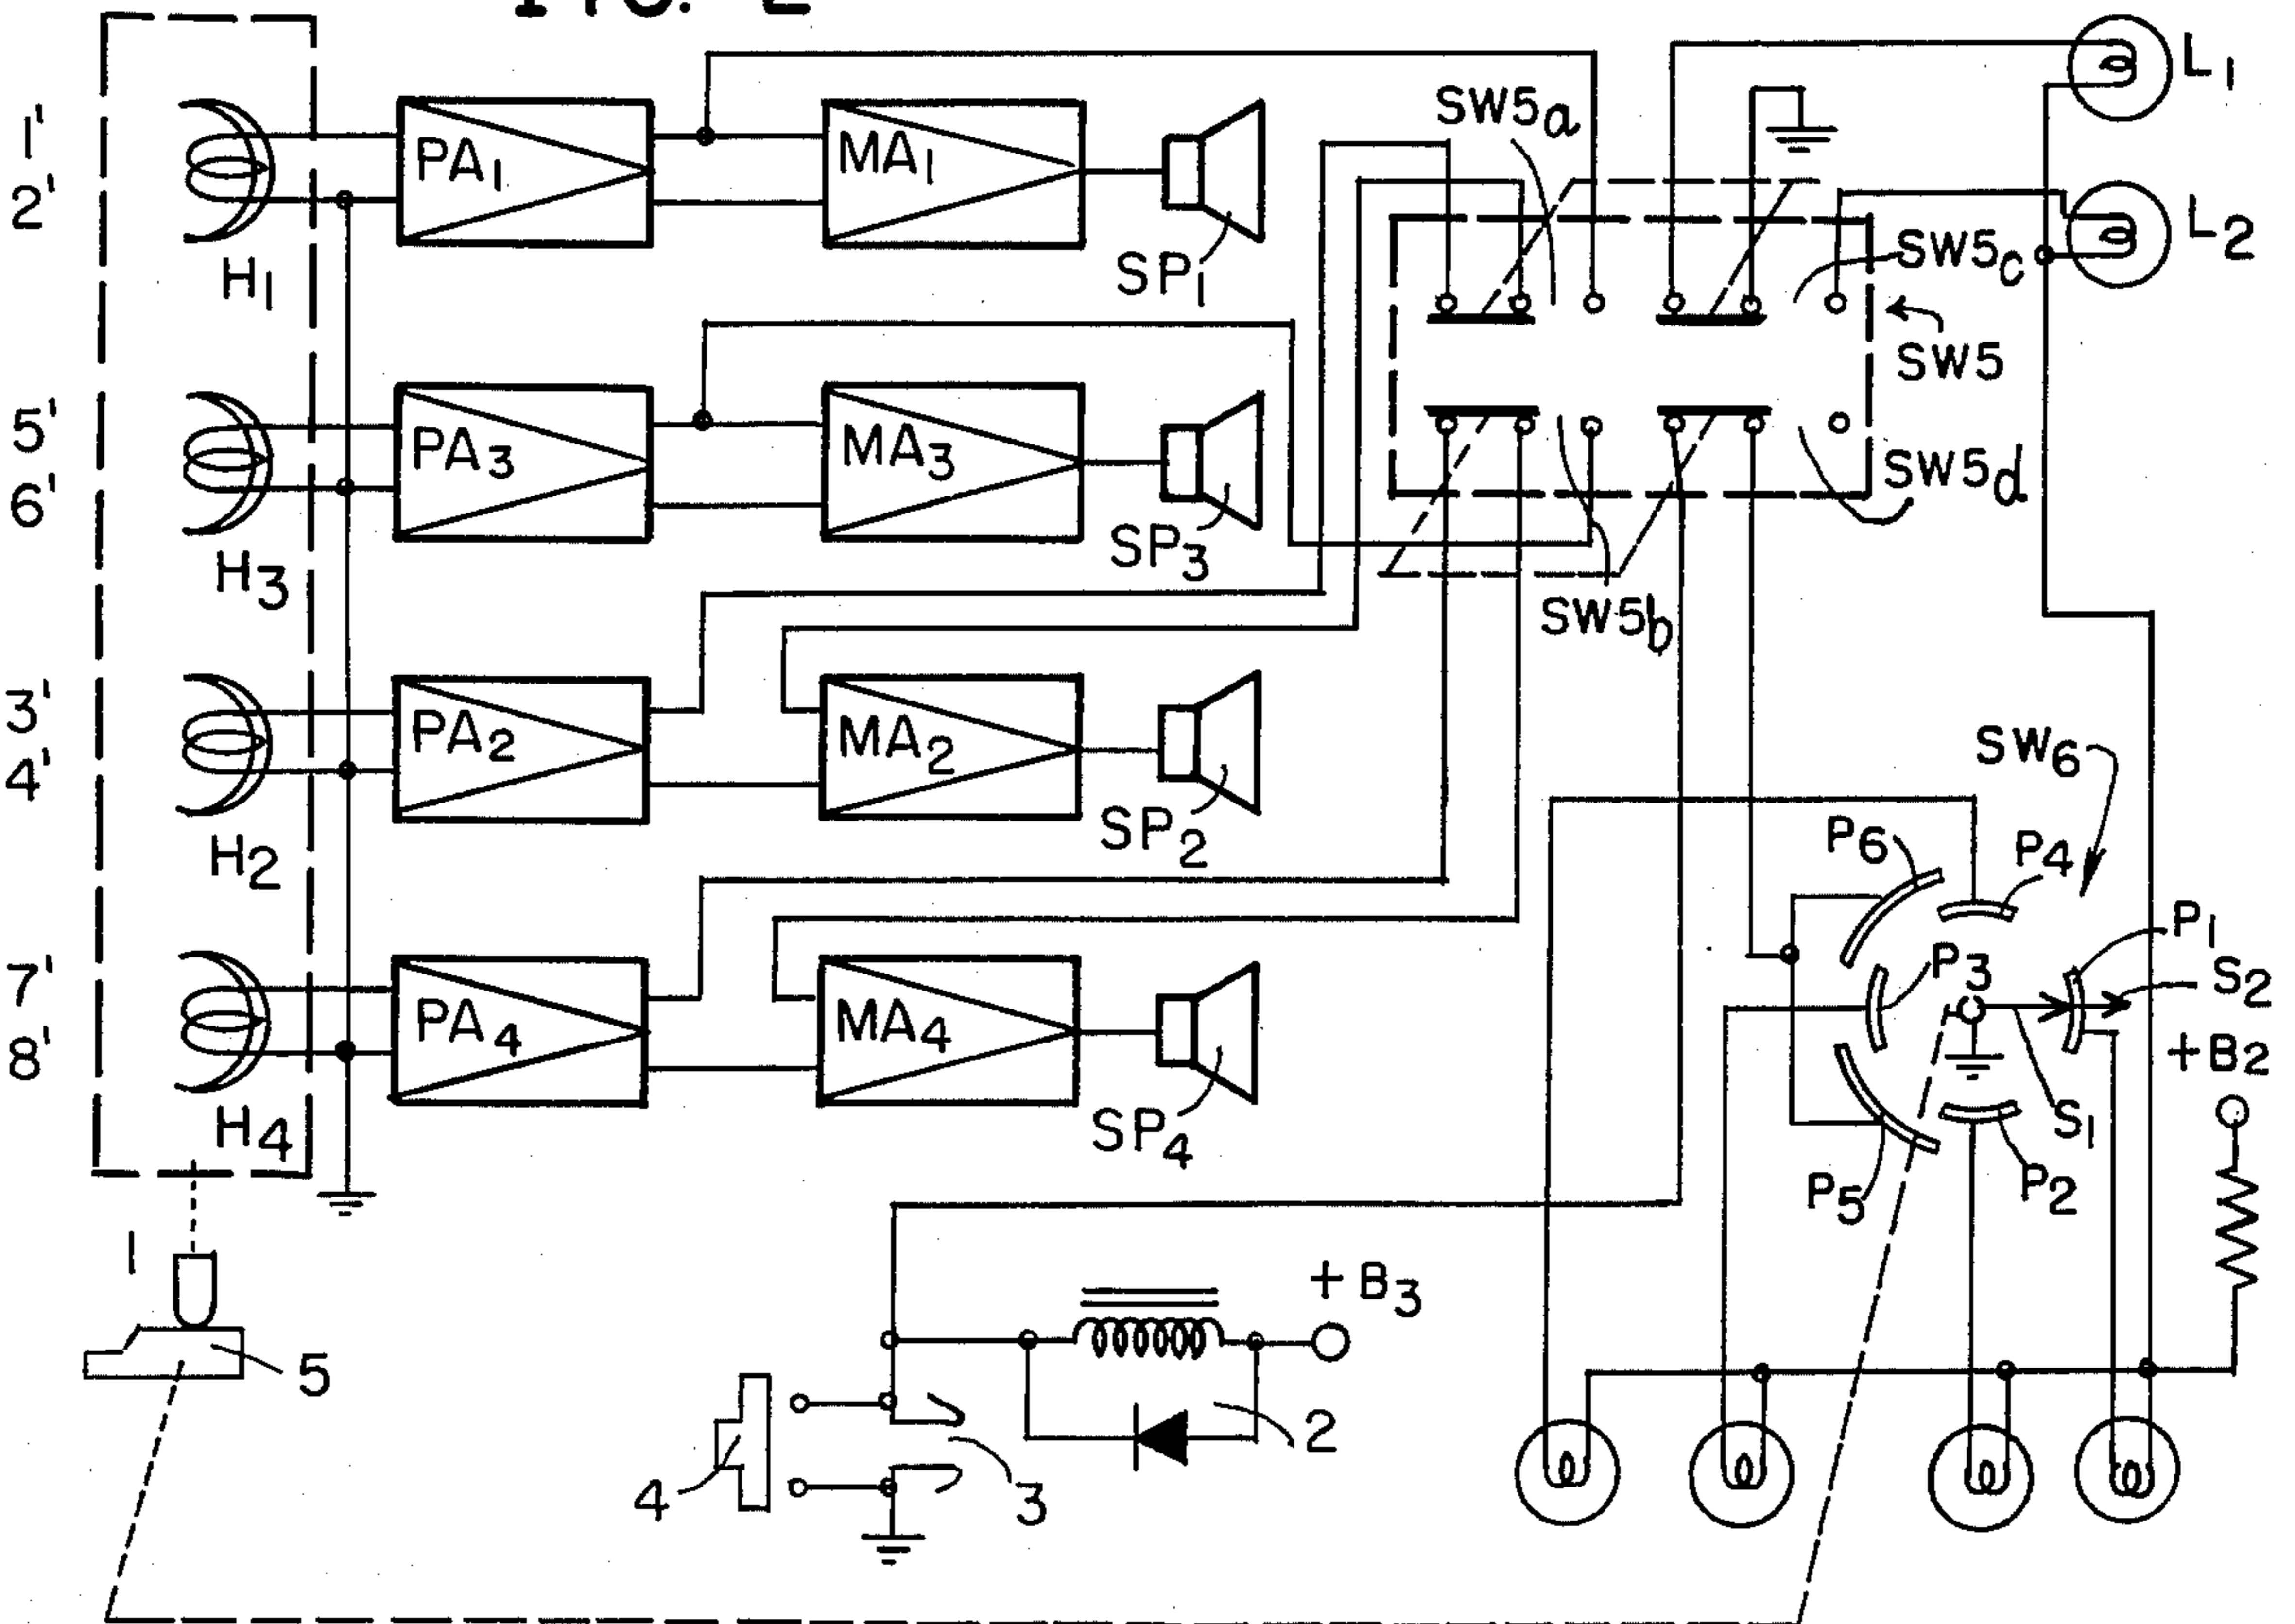 FIG. 2
1'
2'
H1
PA1
MA1
SP1
5'
6'
H3
PA3
MA3
SP3
3'
4'
H2
PA2
MA2
SP2
7'
8'
H4
PA4
MA4
SP4
SW5a
SW5c
SW5
SW5d
SW5b
L1
L2
SW6
P6
P4
P1
P3
S2
+B2
S1
P5
P2
1
5
+B3
2
3
4